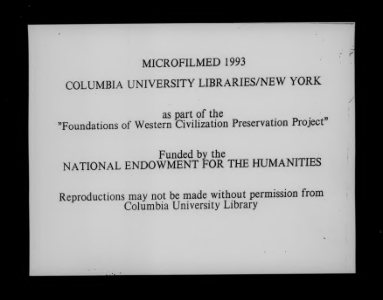 MICROFILMED 1993
COLUMBIA UNIVERSITY LIBRARIES/NEW YORK
as part of the
"Foundations of Western Civilization Preservation Project"
Funded by the
NATIONAL ENDOWMENT FOR THE HUMANITIES
Reproductions may not be made without permission from
Columbia University Library